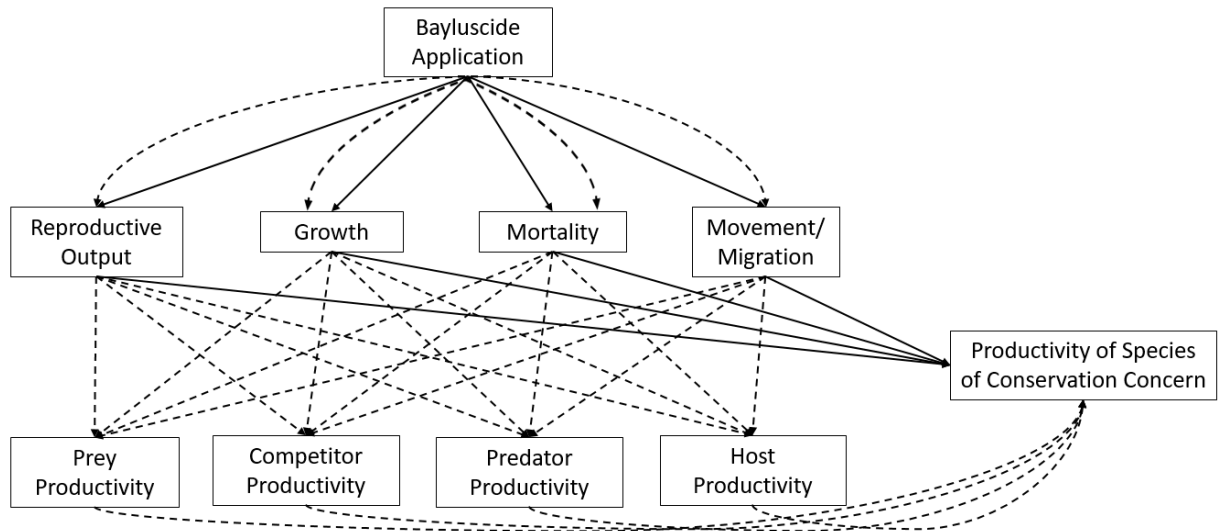 Bayluscide
Application
Reproductive
Output
Growth
Mortality
Movement/
Migration
Productivity of Species
of Conservation Concern
Prey
Productivity
Competitor
Productivity
Predator
Productivity
Host
Productivity